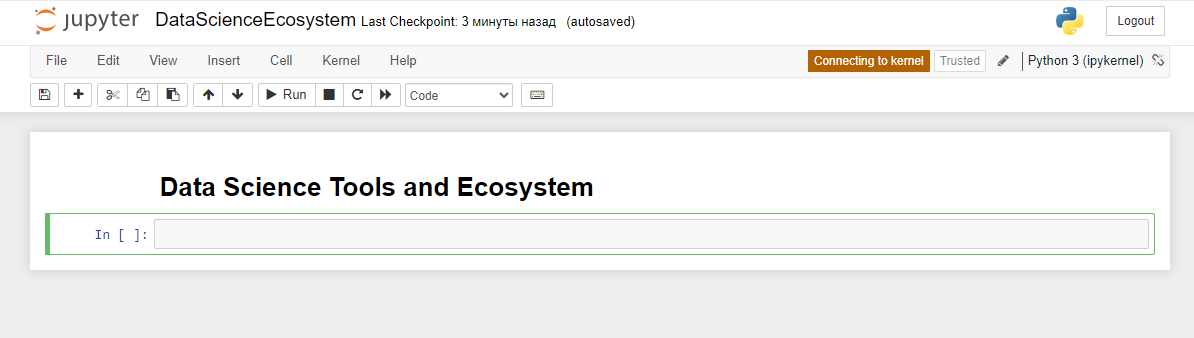 jupyter DataScienceEcosystem Last Checkpoint: 3 минуты назад (autosaved) Logout
File Edit View Insert Cell Kernel Help Connecting to kernel Trusted Python 3 (ipykernel)
Run Code
Data Science Tools and Ecosystem
In [ ]: